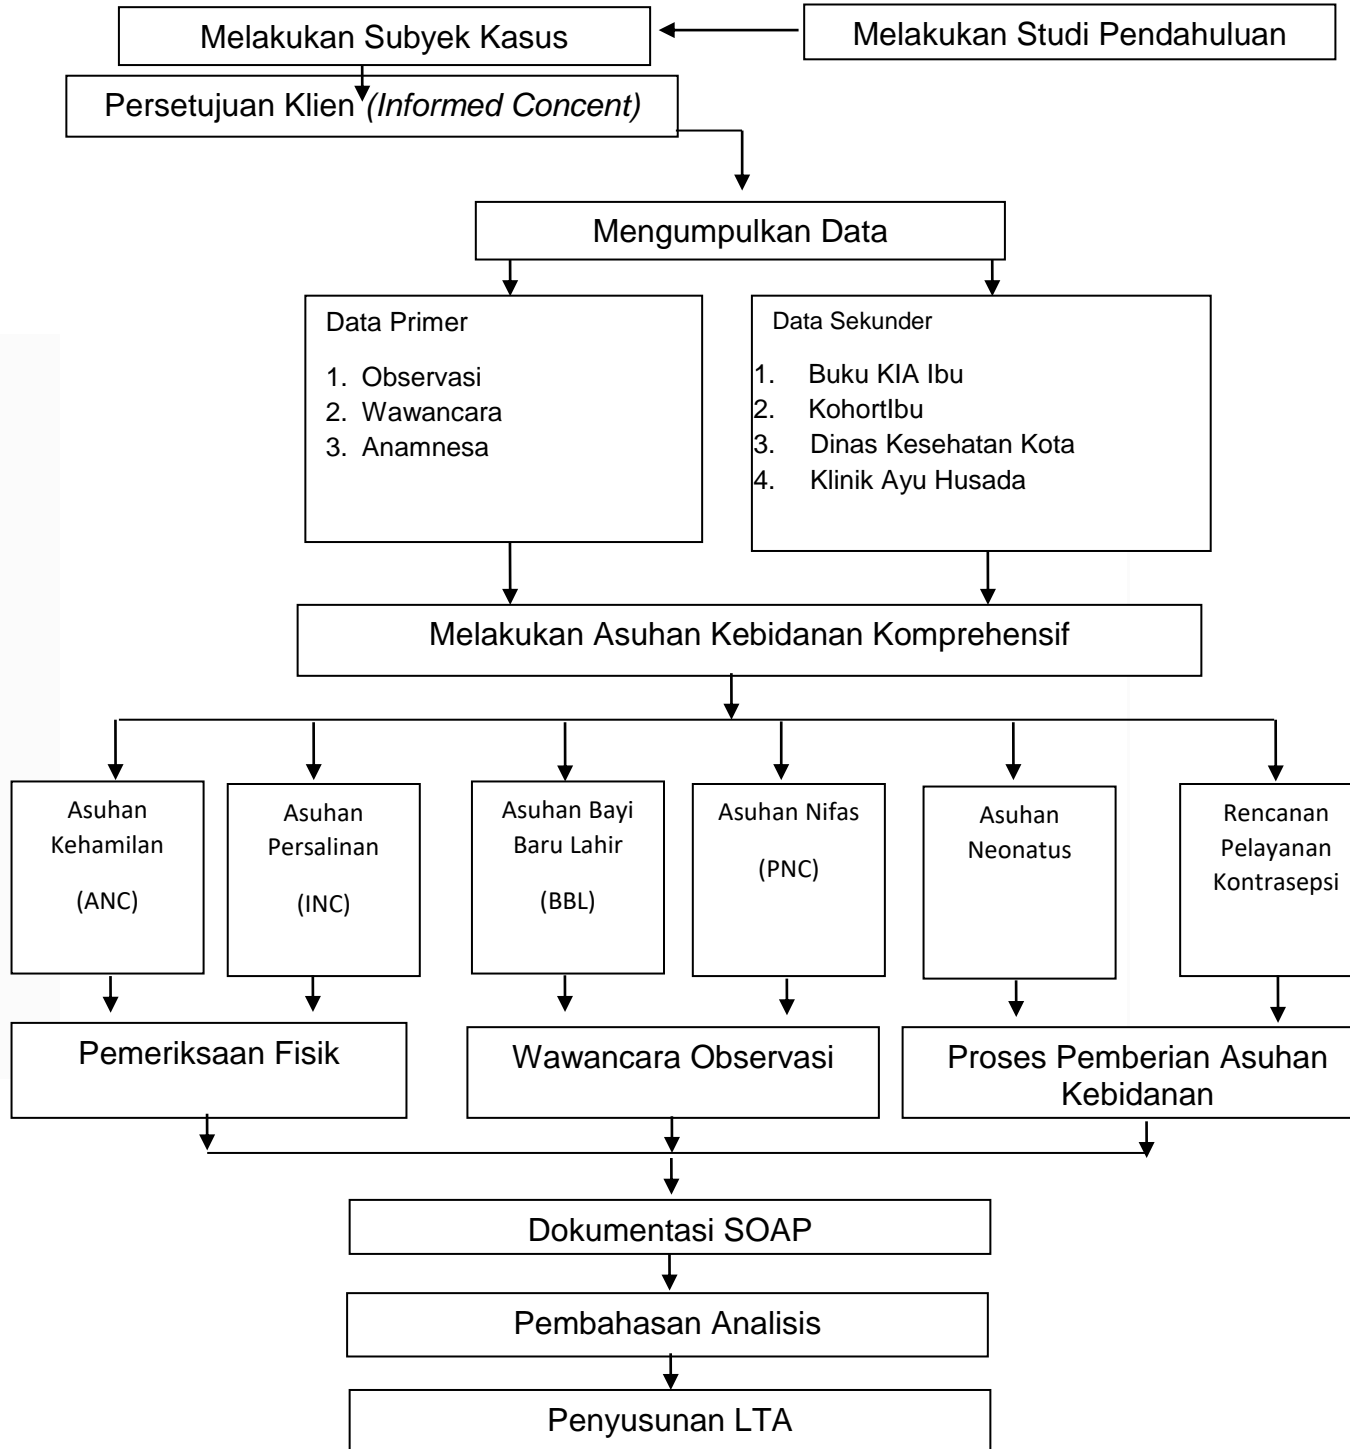 Melakukan Subyek Kasus
Melakukan Studi Pendahuluan
Persetujuan Klien (Informed Concent)
Mengumpulkan Data
Data Primer
1. Observasi
2. Wawancara
3. Anamnesa
Data Sekunder
1. Buku KIA Ibu
2. KohortIbu
3. Dinas Kesehatan Kota
4. Klinik Ayu Husada
Melakukan Asuhan Kebidanan Komprehensif
Asuhan
Kehamilan
(ANC)
Asuhan
Persalinan
(INC)
Asuhan Bayi
Baru Lahir
(BBL)
Asuhan Nifas
(PNC)
Asuhan
Neonatus
Rencanan
Pelayanan
Kontrasepsi
Pemeriksaan Fisik
Wawancara Observasi
Proses Pemberian Asuhan
Kebidanan
Dokumentasi SOAP
Pembahasan Analisis
Penyusunan LTA